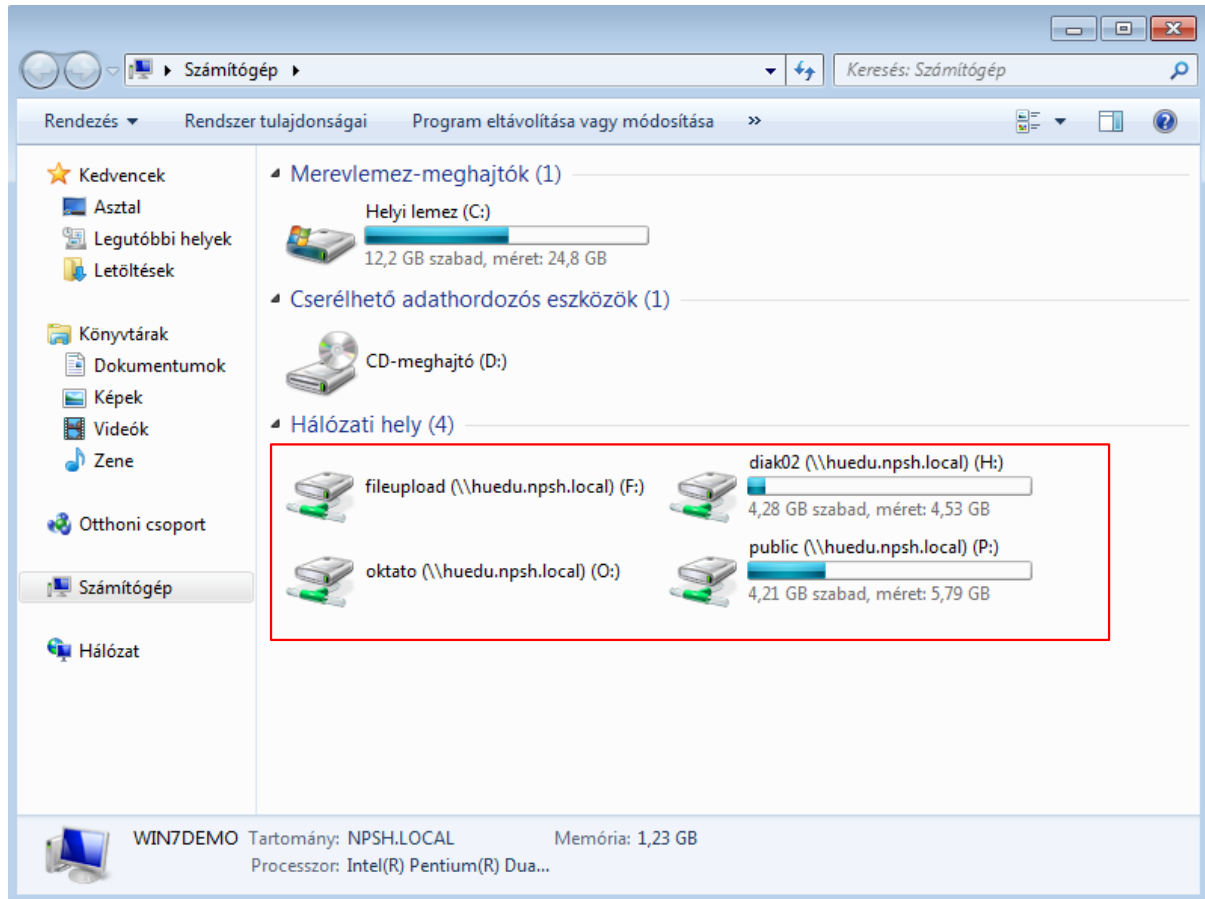 Számítógép
Keresés: Számítógép
Rendezés
Rendszer tulajdonságai
Program eltávolítása vagy módosítása
»
Kedvencek
Asztal
Legutóbbi helyek
Letöltések
Könyvtárak
Dokumentumok
Képek
Videók
Zene
Otthoni csoport
Számítógép
Hálózat
Merevlemez-meghajtók (1)
Helyi lemez (C:)
12,2 GB szabad, méret: 24,8 GB
Cserélhető adathordozós eszközök (1)
CD-meghajtó (D:)
Hálózati hely (4)
fileupload (\\huedu.npsh.local) (F:)
diak02 (\\huedu.npsh.local) (H:)
4,28 GB szabad, méret: 4,53 GB
oktato (\\huedu.npsh.local) (O:)
public (\\huedu.npsh.local) (P:)
4,21 GB szabad, méret: 5,79 GB
WIN7DEMO Tartomány: NPSH.LOCAL Memória: 1,23 GB
Processzor: Intel(R) Pentium(R) Dua...